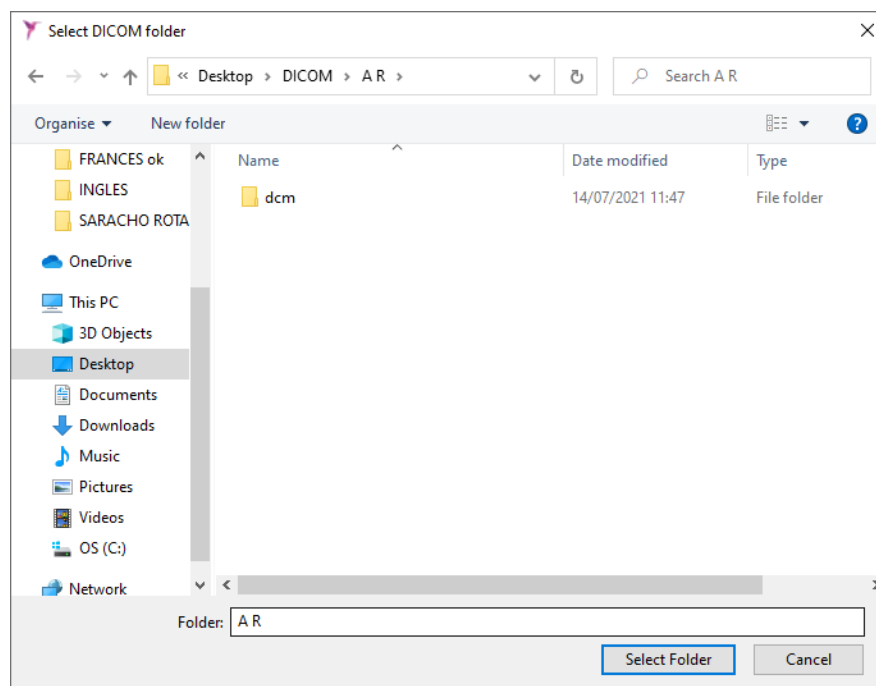 Select DICOM folder
« Desktop › DICOM › A R ›
Search A R
Organise
New folder
?
Name
Date modified
Type
FRANCES ok
INGLES
SARACHO ROTA
dcm
14/07/2021 11:47
File folder
OneDrive
This PC
3D Objects
Desktop
Documents
Downloads
Music
Pictures
Videos
OS (C:)
Network
Folder: A R
Select Folder
Cancel